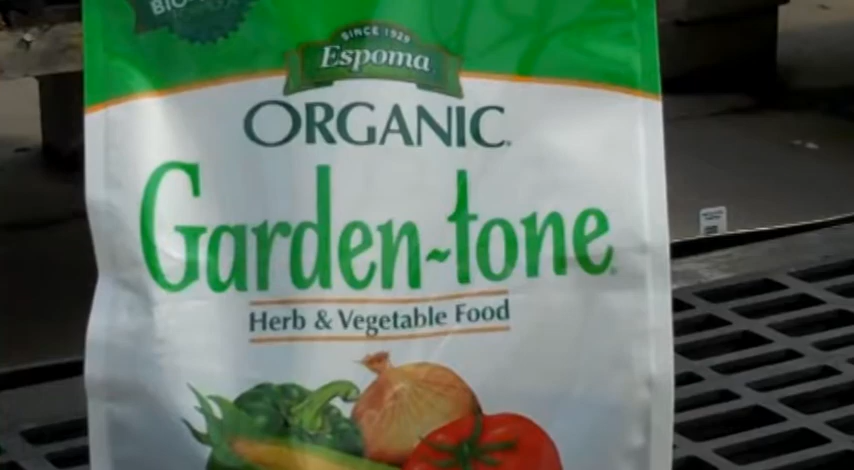 SINCE 1929
Espoma
ORGANIC.
Garden~tone
Herb & Vegetable Food